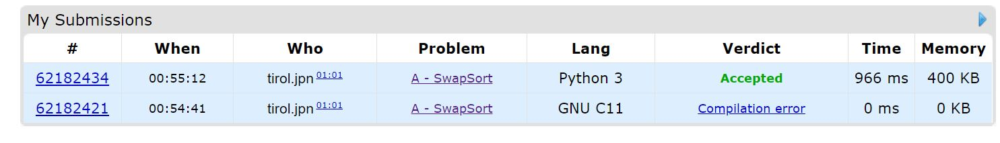 My Submissions
# When Who Problem Lang Verdict Time Memory
62182434 00:55:12 tirol.jpn 01:01 A - SwapSort Python 3 Accepted 966 ms 400 KB
62182421 00:54:41 tirol.jpn 01:01 A - SwapSort GNU C11 Compilation error 0 ms 0 KB